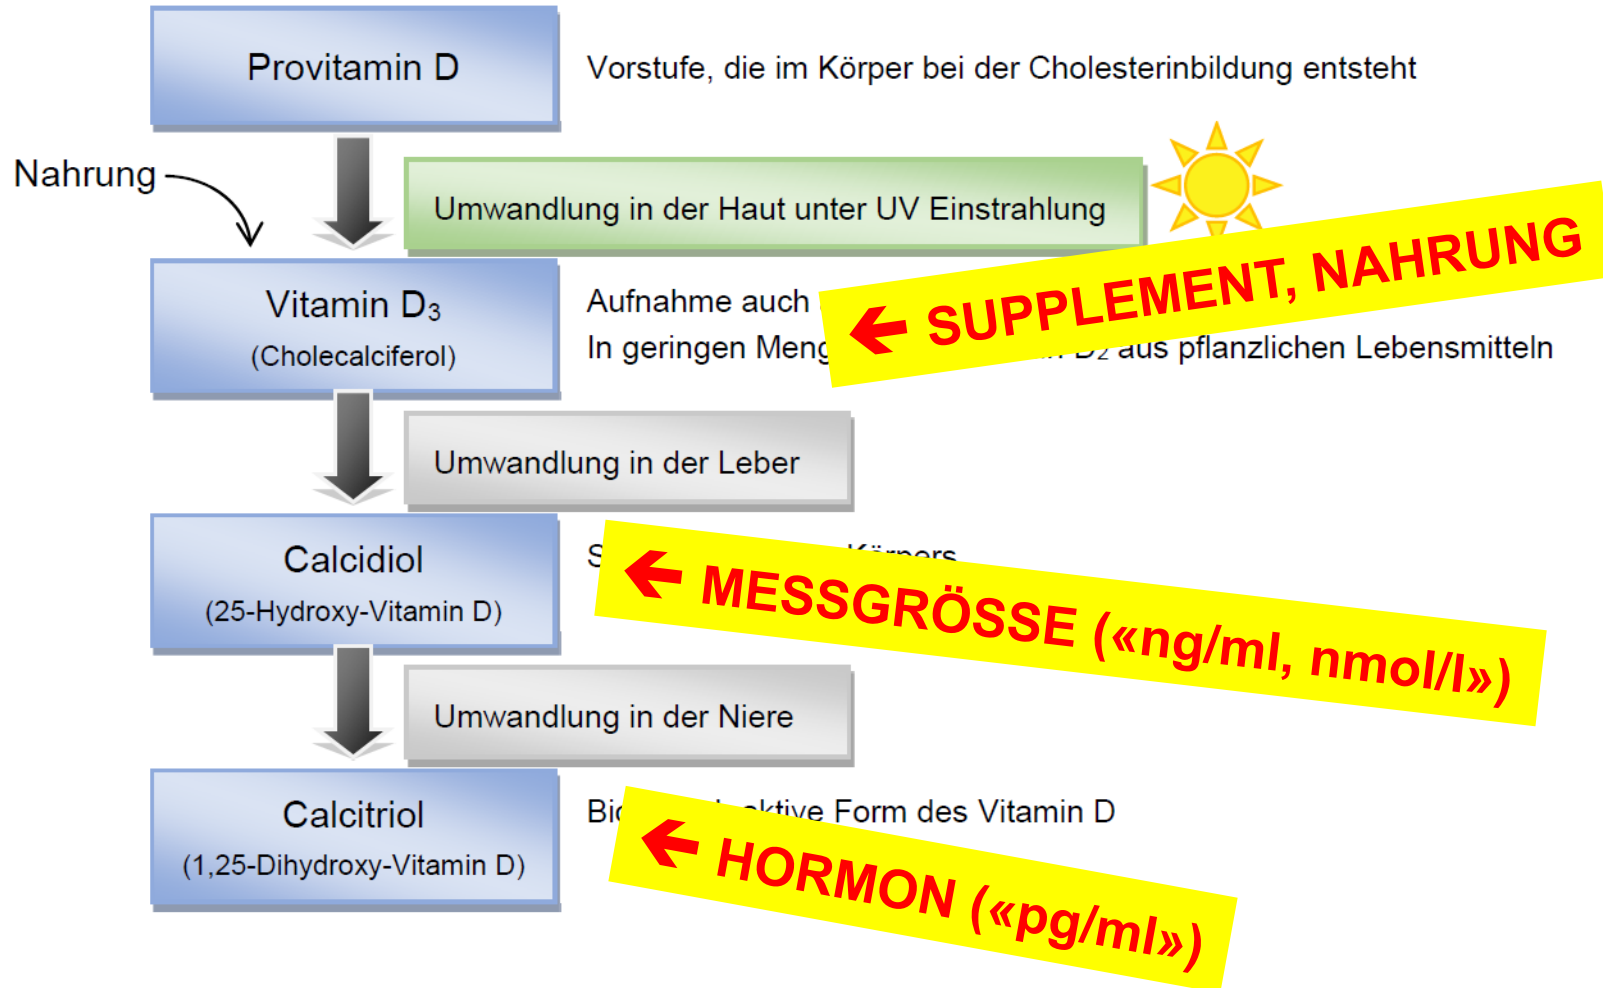 Provitamin D
Vorstufe, die im Körper bei der Cholesterinbildung entsteht
Nahrung
Umwandlung in der Haut unter UV Einstrahlung
Vitamin D₃
(Cholecalciferol)
Aufnahme auch
🡰 SUPPLEMENT, NAHRUNG
In geringen D₂ aus pflanzlichen Lebensmitteln
Umwandlung in der Leber
Calcidiol
(25-Hydroxy-Vitamin D)
Körpers
🡰 MESSGRÖSSE («ng/ml, nmol/l»)
Umwandlung in der Niere
Calcitriol
(1,25-Dihydroxy-Vitamin D)
Form des Vitamin D
🡰 HORMON («pg/ml»)